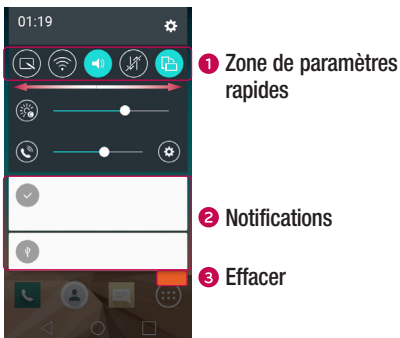 01:19
1 Zone de paramètres
rapides
2 Notifications
3 Effacer